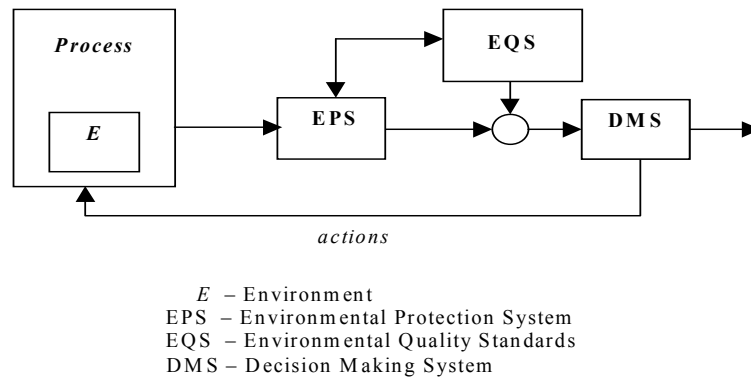 Process
EQS
E
EPS
DMS
actions
E – Environment
EPS – Environmental Protection System
EQS – Environmental Quality Standards
DMS – Decision Making System